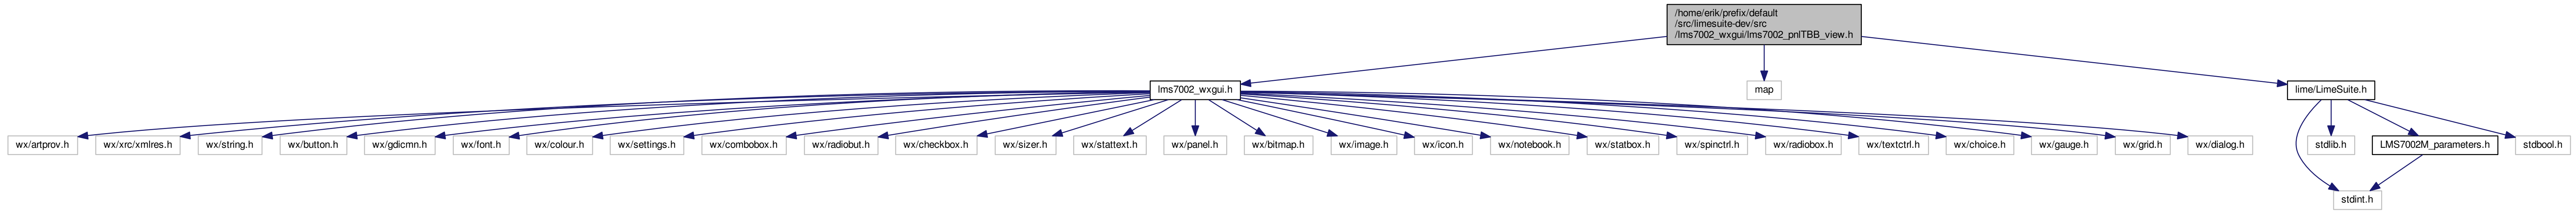 /home/erik/prefix/default
/src/limesuite-dev/src
/lms7002_wxgui/lms7002_pnlTBB_view.h
lms7002_wxgui.h
map
lime/LimeSuite.h
wx/artprov.h
wx/xrc/xmlres.h
wx/string.h
wx/button.h
wx/gdicmn.h
wx/font.h
wx/colour.h
wx/settings.h
wx/combobox.h
wx/radiobut.h
wx/checkbox.h
wx/sizer.h
wx/stattext.h
wx/panel.h
wx/bitmap.h
wx/image.h
wx/icon.h
wx/notebook.h
wx/statbox.h
wx/spinctrl.h
wx/radiobox.h
wx/textctrl.h
wx/choice.h
wx/gauge.h
wx/grid.h
wx/dialog.h
stdlib.h
LMS7002M_parameters.h
stdbool.h
stdint.h